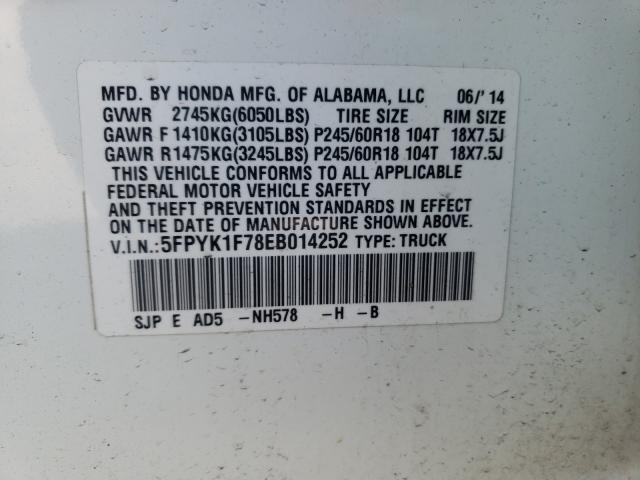 MFD. BY HONDA MFG. OF ALABAMA, LLC 06/'14
GVWR 2745KG(6050LBS) TIRE SIZE RIM SIZE
GAWR F 1410KG(3105LBS) P245/60R18 104T 18X7.5J
GAWR R1475KG(3245LBS) P245/60R18 104T 18X7.5J
THIS VEHICLE CONFORMS TO ALL APPLICABLE
FEDERAL MOTOR VEHICLE SAFETY
AND THEFT PREVENTION STANDARDS IN EFFECT
ON THE DATE OF MANUFACTURE SHOWN ABOVE.
V.I.N.:5FPYK1F78EB014252 TYPE: TRUCK
SJP E AD5 -NH578 -H -B